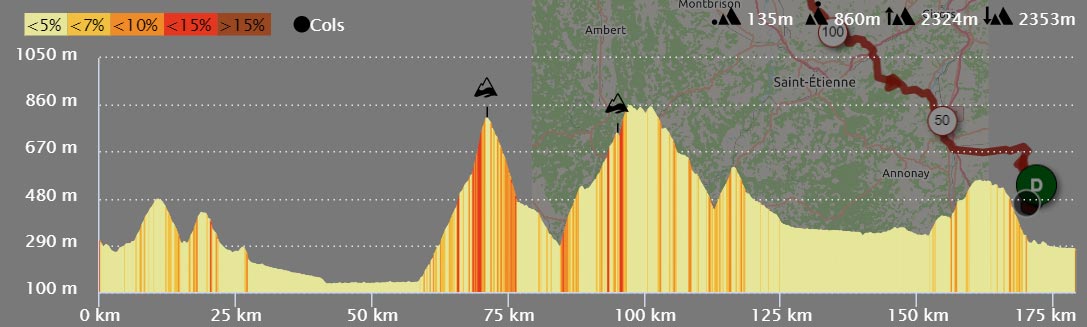 Montbrison
<5% <7% <10% <15% >15% Cols 135m 860m 2324m 2353m
100
Ambert
1050 m
Saint-Étienne
860 m
50
670 m
Annonay
D
480 m
290 m
100 m
0 km 25 km 50 km 75 km 100 km 125 km 150 km 175 km